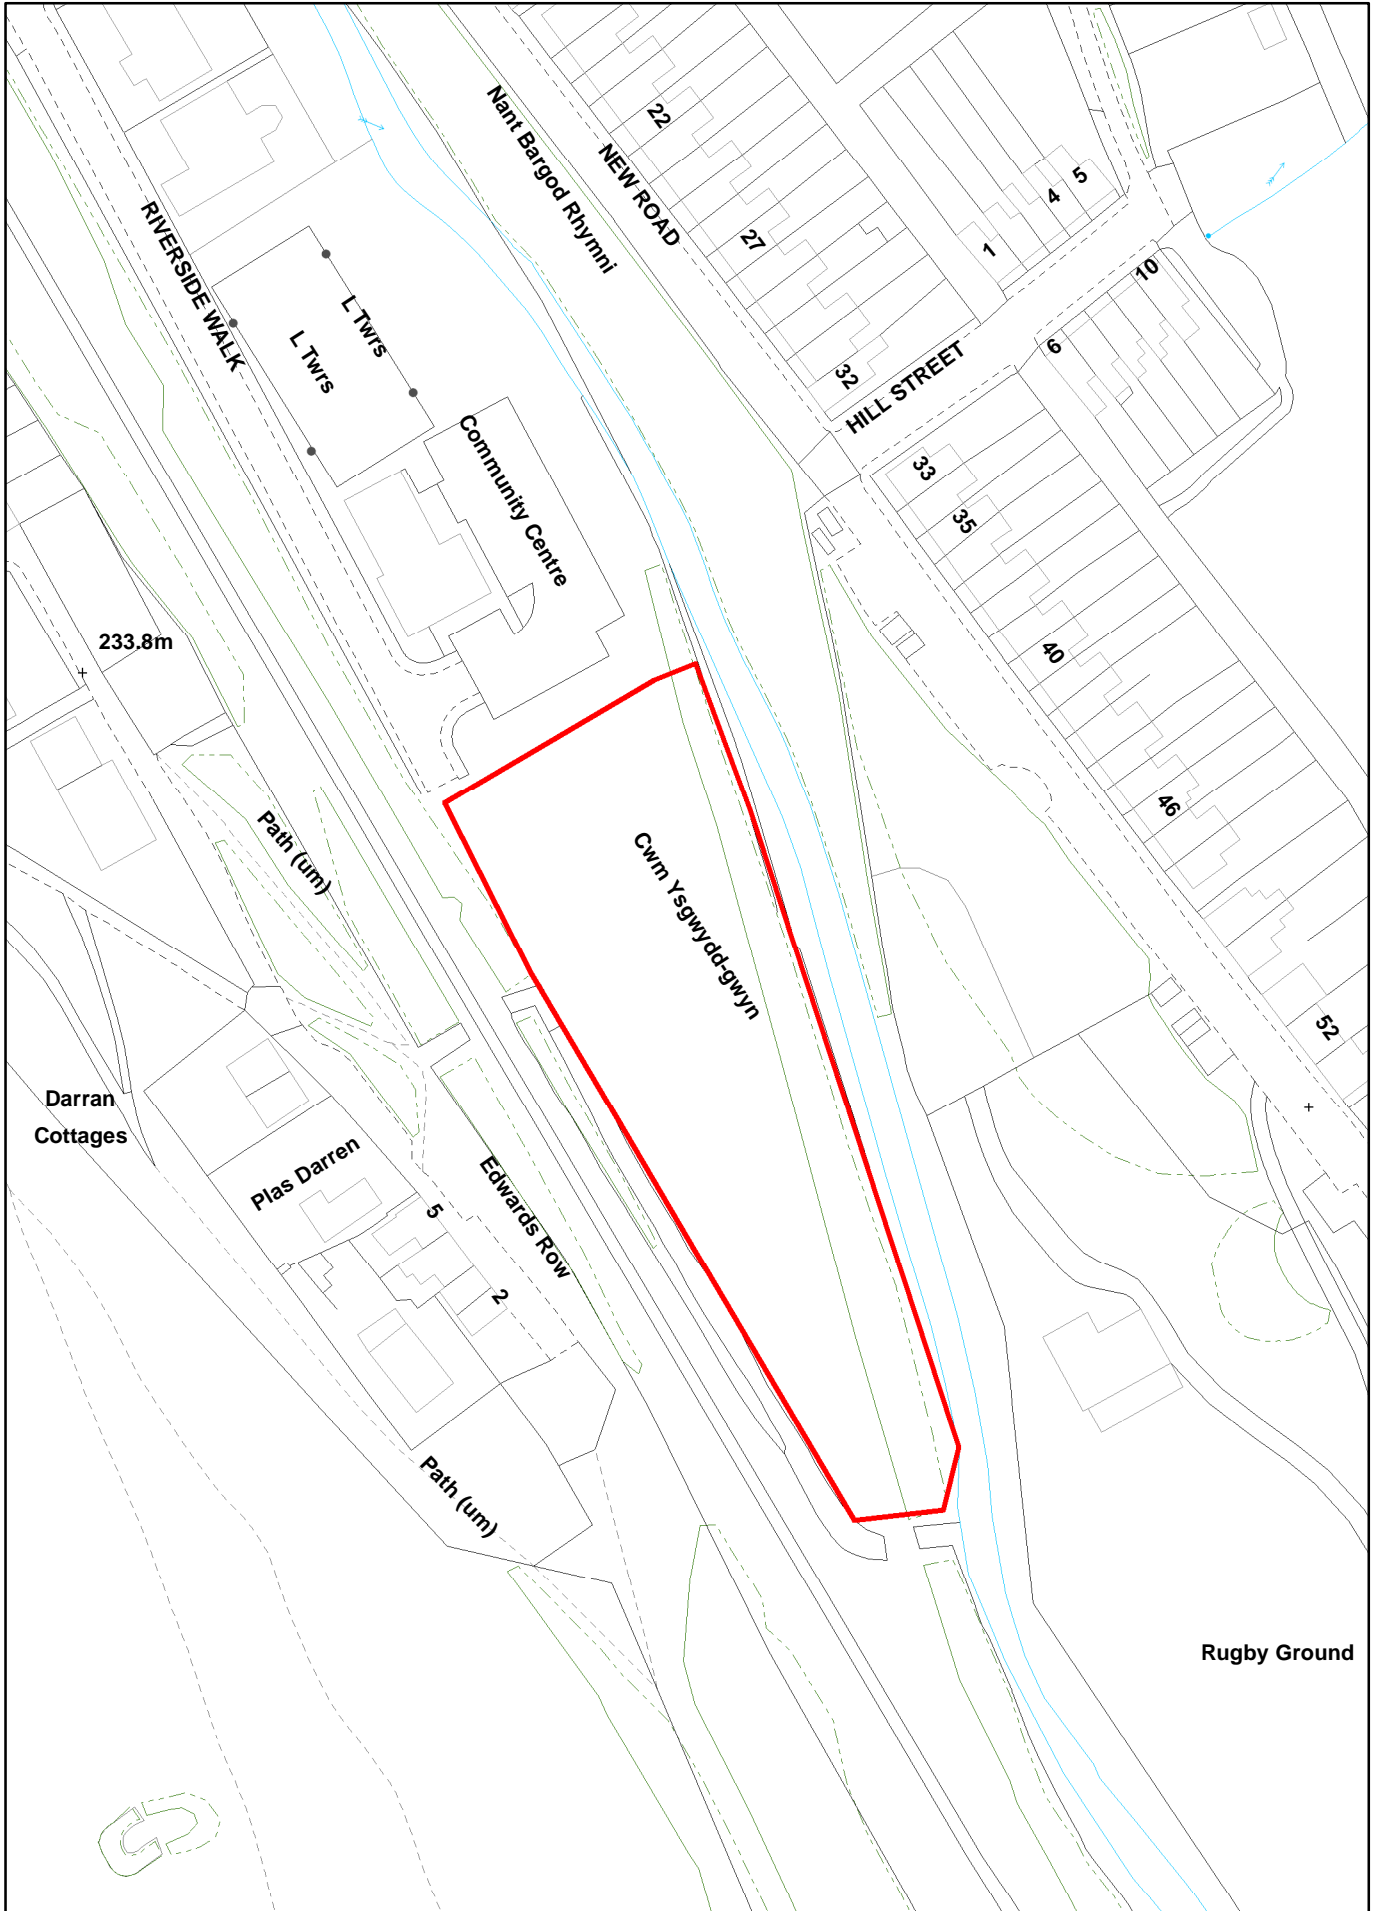 Nant Bargod Rhymni
22
NEW ROAD
27
32
1
4
5
10
6
HILL STREET
RIVERSIDE WALK
L Twrs
L Twrs
Community Centre
33
35
40
46
52
233.8m
Path (um)
Cwm Ysgwydd-gwyn
Darran
Cottages
Plas Darren
5
Edwards Row
2
Path (um)
Rugby Ground